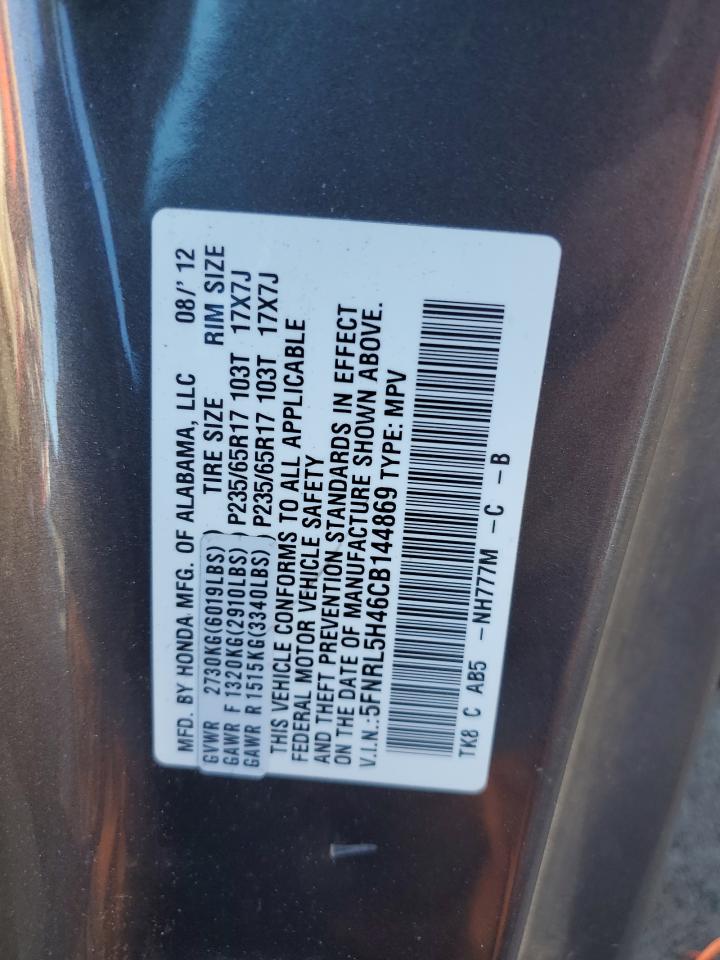 MFD. BY HONDA MFG. OF ALABAMA, LLC 08/' 12
GVWR 2730KG(6019LBS) TIRE SIZE RIM SIZE
GAWR F 1320KG(2910LBS) P235/65R17 103T 17X7J
GAWR R 1515KG(3340LBS) P235/65R17 103T 17X7J
THIS VEHICLE CONFORMS TO ALL APPLICABLE
FEDERAL MOTOR VEHICLE SAFETY
AND THEFT PREVENTION STANDARDS IN EFFECT
ON THE DATE OF MANUFACTURE SHOWN ABOVE.
V.I.N.:5FNRL5H46CB144869 TYPE: MPV
TK8 C AB5 -NH777M -C -B